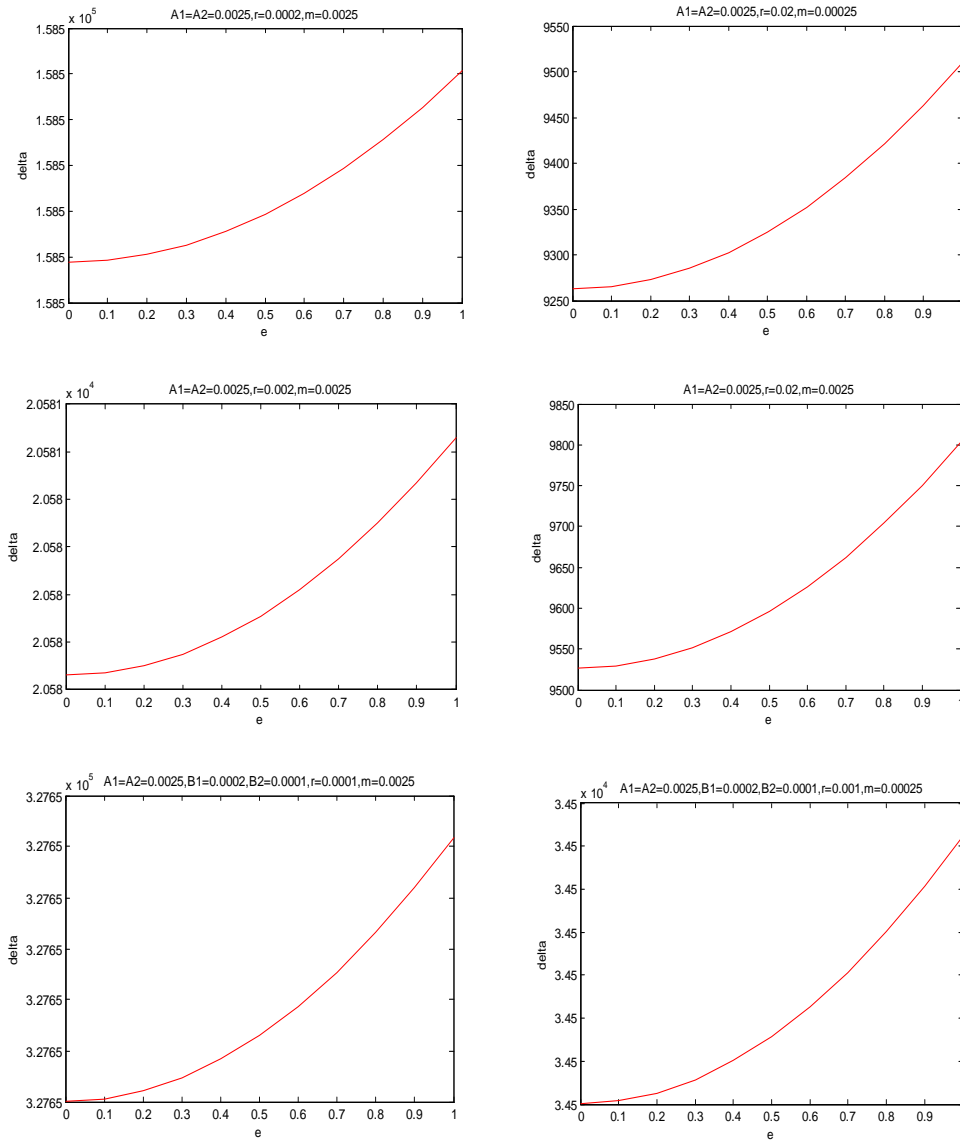 A1=A2=0.0025,r=0.0002,m=0.0025
x 10^5
1.585
1.585
1.585
1.585
1.585
1.585
1.585
delta
0 0.1 0.2 0.3 0.4 0.5 0.6 0.7 0.8 0.9 1
e
A1=A2=0.0025,r=0.02,m=0.00025
9550
9500
9450
9400
9350
9300
9250
delta
0 0.1 0.2 0.3 0.4 0.5 0.6 0.7 0.8 0.9
e
A1=A2=0.0025,r=0.002,m=0.0025
x 10^4
2.0581
2.0581
2.058
2.058
2.058
2.058
2.058
delta
0 0.1 0.2 0.3 0.4 0.5 0.6 0.7 0.8 0.9 1
e
A1=A2=0.0025,r=0.02,m=0.0025
9850
9800
9750
9700
9650
9600
9550
9500
delta
0 0.1 0.2 0.3 0.4 0.5 0.6 0.7 0.8 0.9
e
x 10^5 A1=A2=0.0025,B1=0.0002,B2=0.0001,r=0.0001,m=0.0025
3.2765
3.2765
3.2765
3.2765
3.2765
3.2765
3.2765
delta
0 0.1 0.2 0.3 0.4 0.5 0.6 0.7 0.8 0.9 1
e
x 10^4 A1=A2=0.0025,B1=0.0002,B2=0.0001,r=0.001,m=0.00025
3.45
3.45
3.45
3.45
3.45
3.45
3.45
3.45
delta
0 0.1 0.2 0.3 0.4 0.5 0.6 0.7 0.8 0.9
e